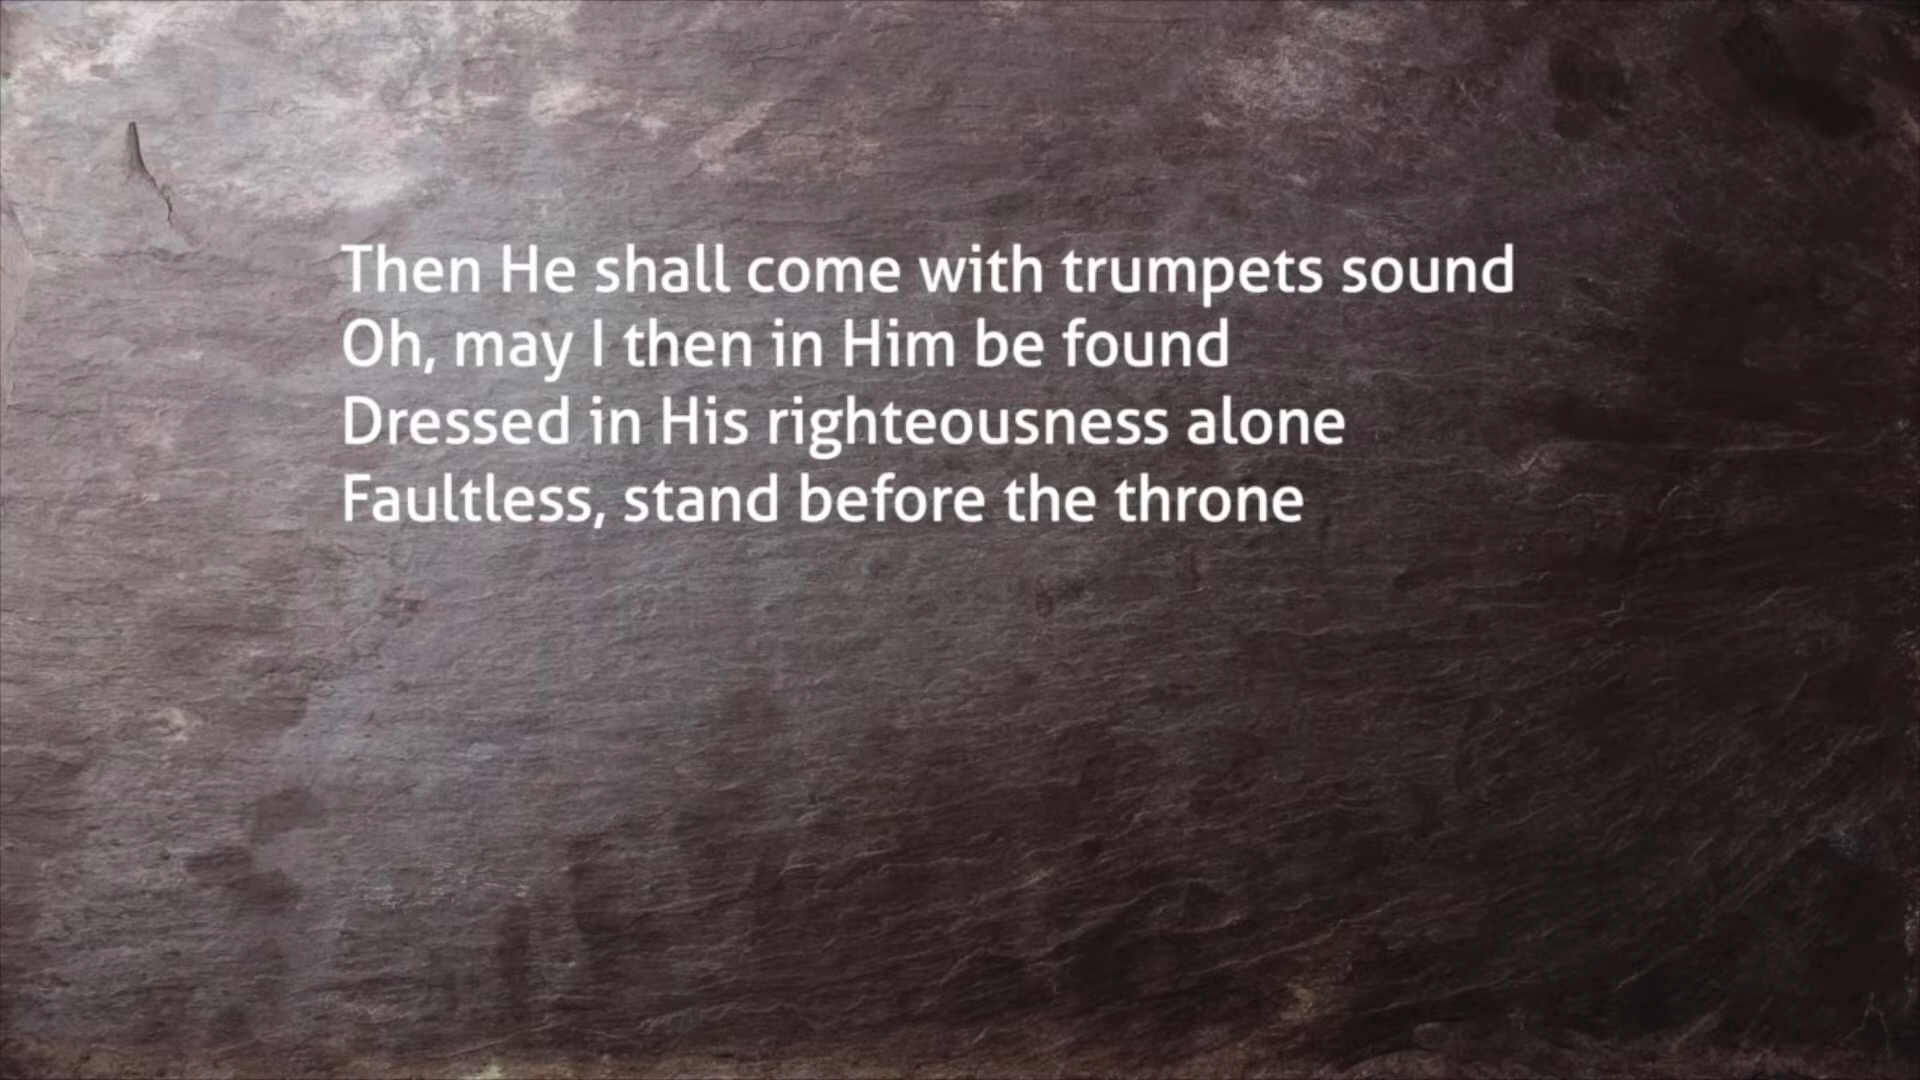 Then He shall come with trumpets sound
Oh, may I then in Him be found
Dressed in His righteousness alone
Faultless, stand before the throne